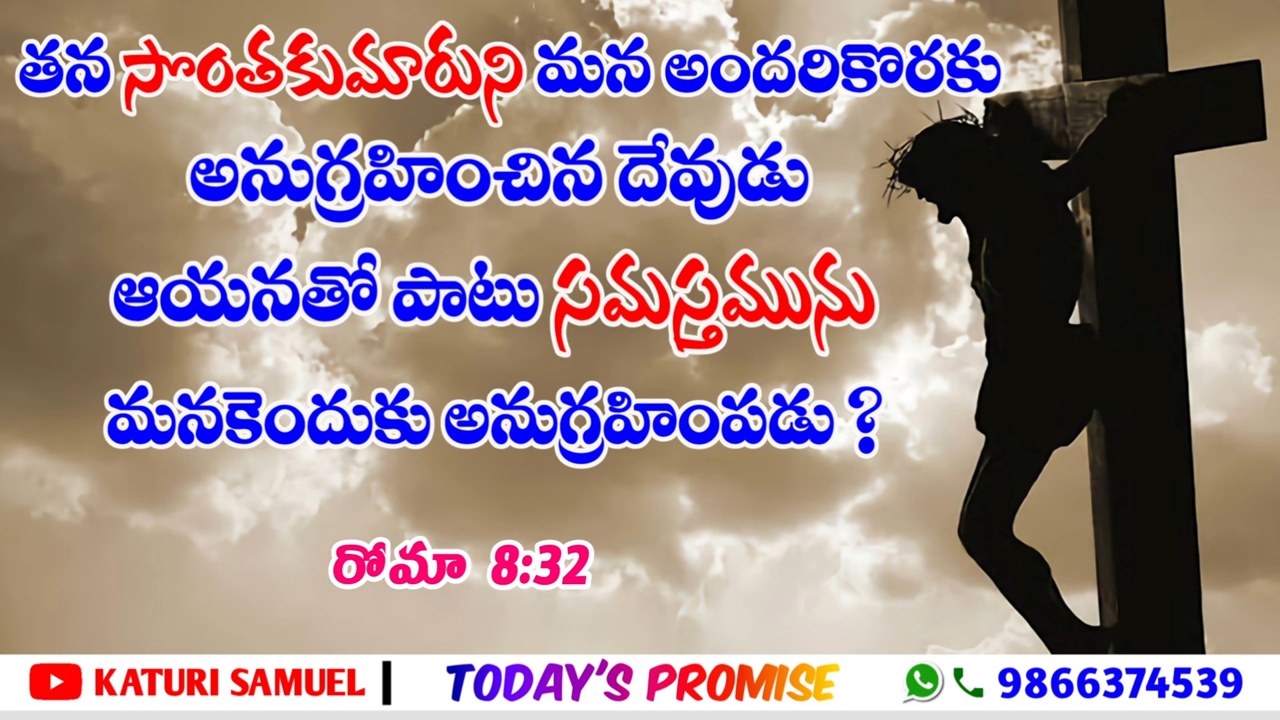 తన సొంతకుమారుని మన అందరికొరకు
అనుగ్రహించిన దేవుడు
ఆయనతో పాటు సమస్తమును
మనకెందుకు అనుగ్రహింపడు ?
రోమా 8:32
KATURI SAMUEL | TODAY'S PROMISE 9866374539